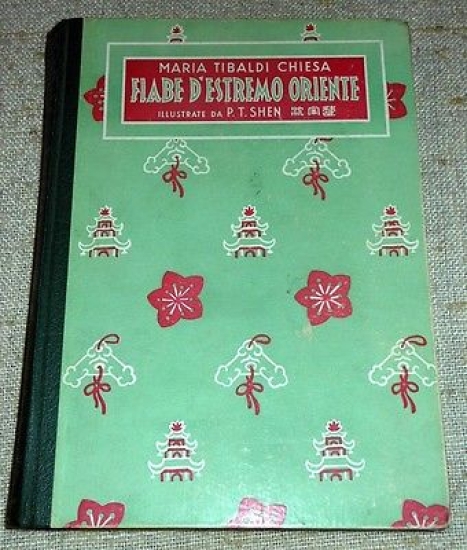 MARIA TIBALDI CHIESA
FIABE D'ESTREMO ORIENTE
ILLUSTRATE DA P. T. SHEN